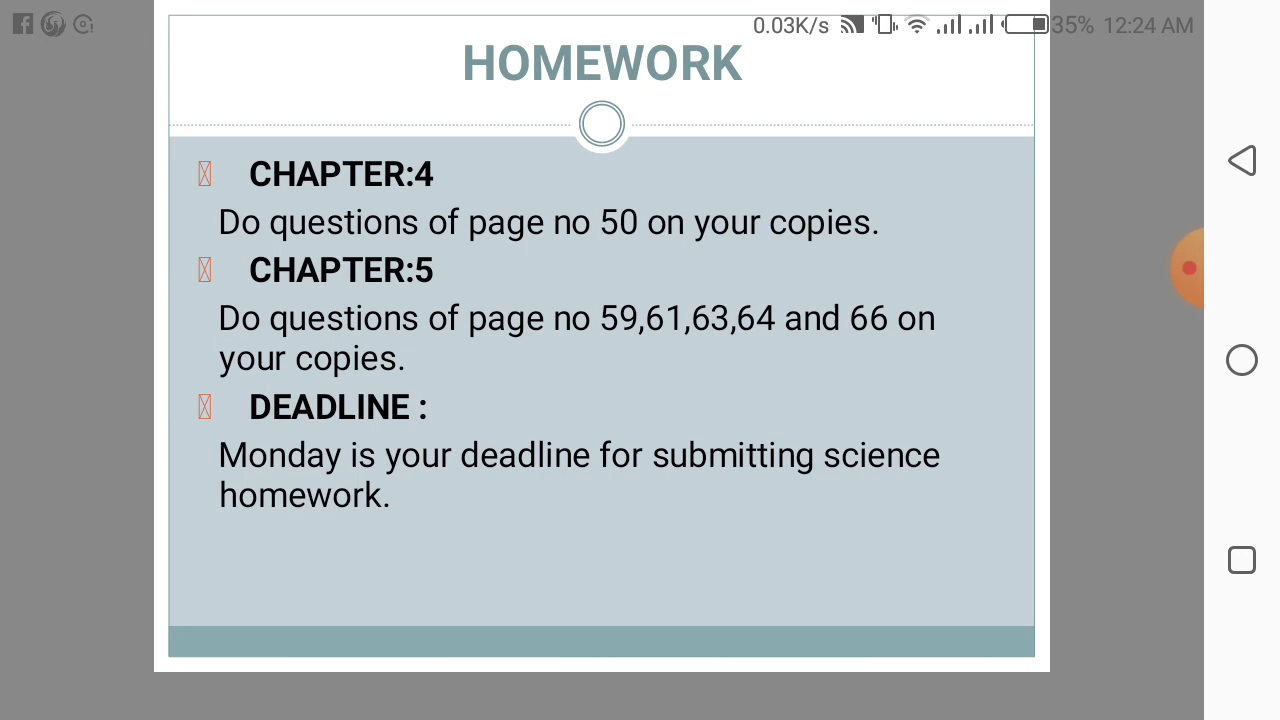 0.03K/s 35% 12:24 AM
HOMEWORK
CHAPTER:4
Do questions of page no 50 on your copies.
CHAPTER:5
Do questions of page no 59,61,63,64 and 66 on
your copies.
DEADLINE :
Monday is your deadline for submitting science
homework.